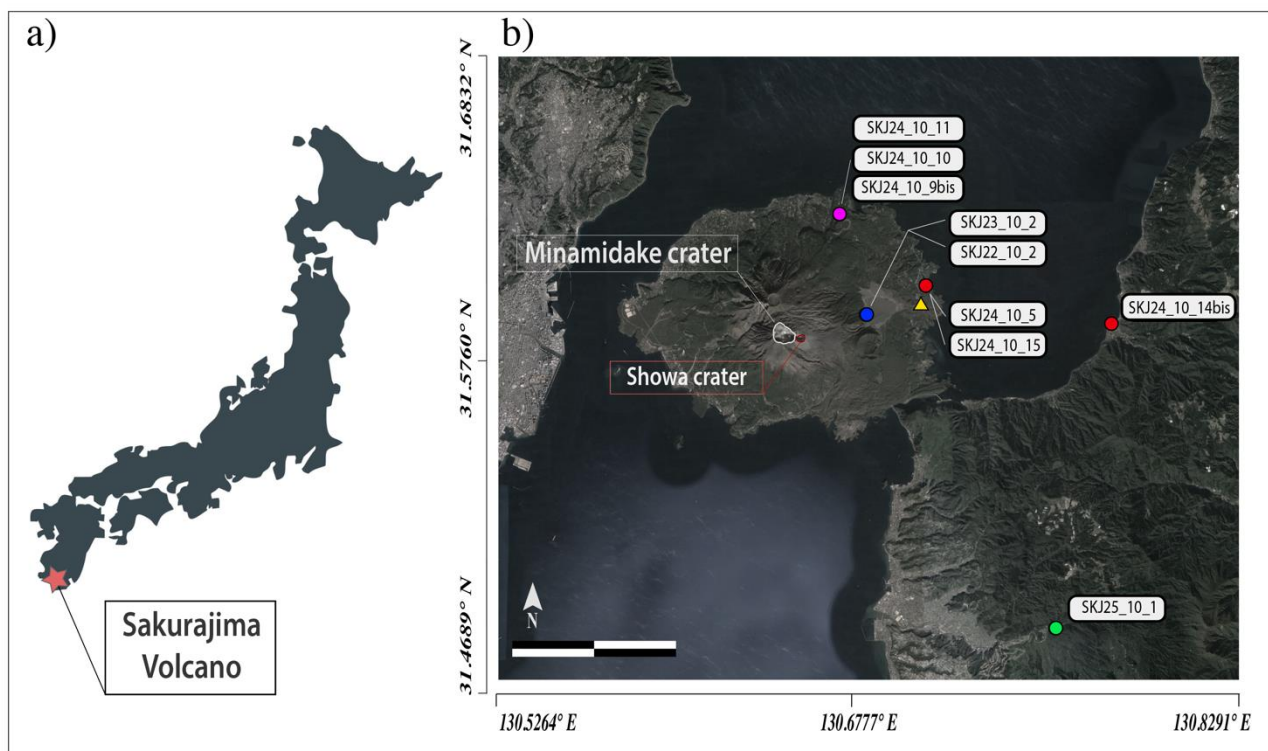 a)
Sakurajima
Volcano
b)
31.6832° N
31.5760° N
31.4689° N
SKJ24_10_11
SKJ24_10_10
SKJ24_10_9bis
SKJ23_10_2
SKJ22_10_2
Minamidake crater
SKJ24_10_5
SKJ24_10_15
SKJ24_10_14bis
Showa crater
SKJ25_10_1
N
130.5264° E
130.6777° E
130.8291° E